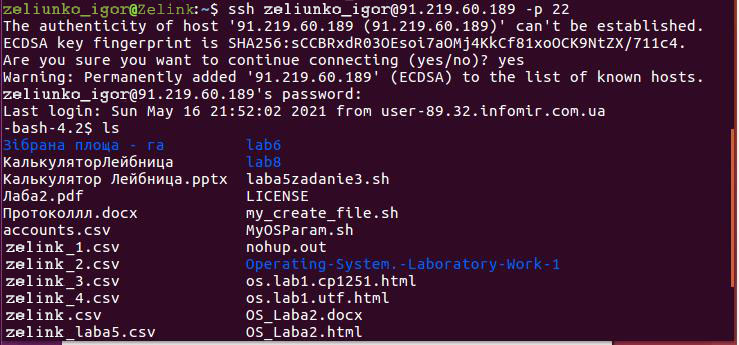 zeliunko_igor@Zelink:~$ ssh zeliunko_igor@91.219.60.189 -p 22
The authenticity of host '91.219.60.189 (91.219.60.189)' can't be established.
ECDSA key fingerprint is SHA256:sCCBRxdR03OEsoi7aOMj4KkCf81xoOCK9NtZX/711c4.
Are you sure you want to continue connecting (yes/no)? yes
Warning: Permanently added '91.219.60.189' (ECDSA) to the list of known hosts.
zeliunko_igor@91.219.60.189's password:
Last login: Sun May 16 21:52:02 2021 from user-89.32.infomir.com.ua
-bash-4.2$ ls
Зібрана площа - га lab6
КалькуляторЛейбница lab8
Калькулятор Лейбница.pptx laba5zadanie3.sh
Лаба2.pdf LICENSE
Протоколлл.docx my_create_file.sh
accounts.csv MyOSParam.sh
zelink_1.csv nohup.out
zelink_2.csv Operating-System.-Laboratory-Work-1
zelink_3.csv os.lab1.cp1251.html
zelink_4.csv os.lab1.utf.html
zelink.csv OS_Laba2.docx
zelink_laba5.csv OS_Laba2.html